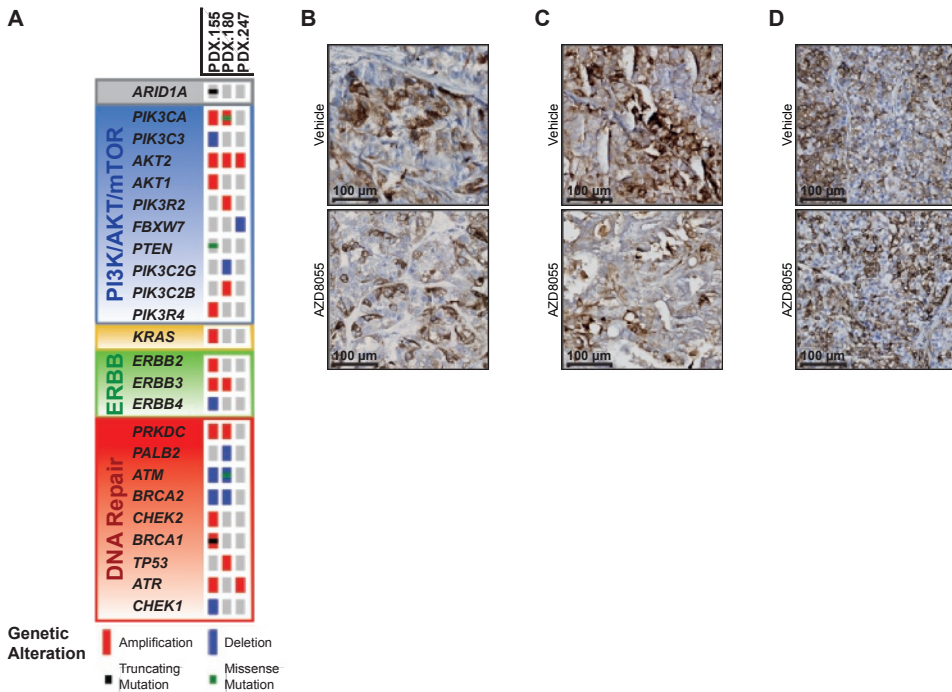 A
B
C
D
PDX.155
PDX.180
PDX.247
ARID1A
PI3K/AKT/mTOR
PIK3CA
PIK3C3
AKT2
AKT1
PIK3R2
FBXW7
PTEN
PIK3C2G
PIK3C2B
PIK3R4
KRAS
ERBB
ERBB2
ERBB3
ERBB4
DNA Repair
PRKDC
PALB2
ATM
BRCA2
CHEK2
BRCA1
TP53
ATR
CHEK1
Genetic
Alteration
Amplification
Deletion
Truncating
Mutation
Missense
Mutation
Vehicle
100 µm
AZD8055
100 µm
Vehicle
100 µm
AZD8055
100 µm
Vehicle
100 µm
AZD8055
100 µm